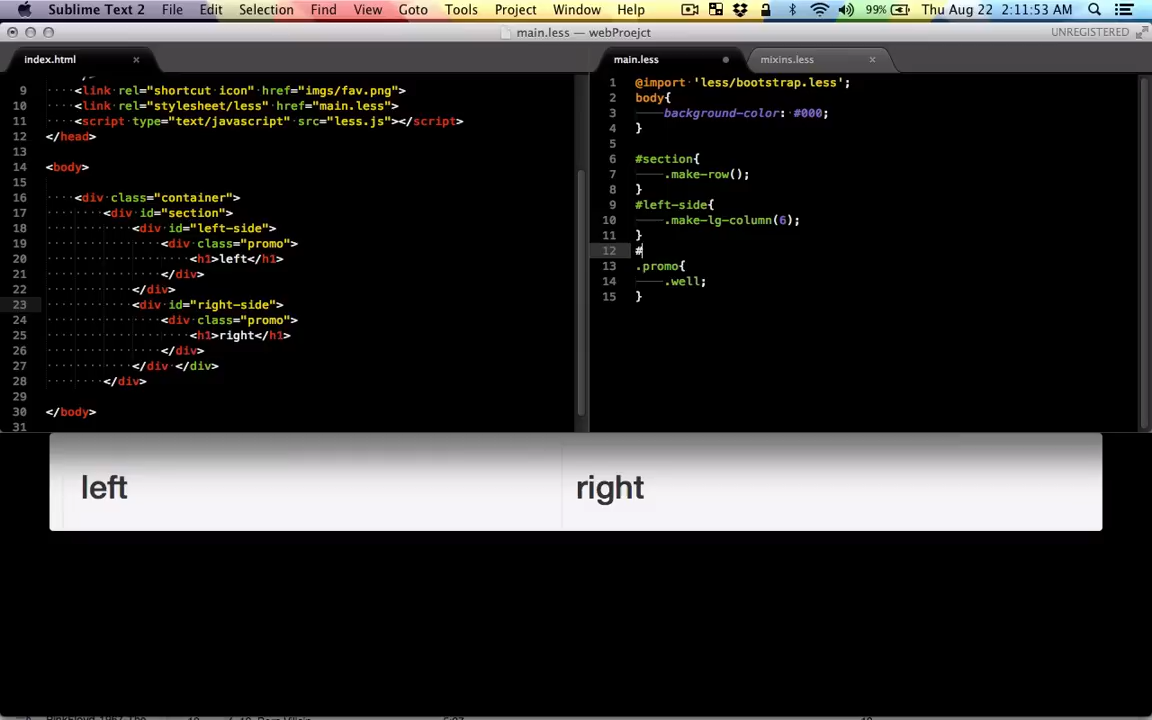 Sublime Text 2 File Edit Selection Find View Goto Tools Project Window Help 99% Thu Aug 22 2:11:53 AM
main.less — webProejct UNREGISTERED
index.html
main.less mixins.less
9 <link rel="shortcut icon" href="imgs/fav.png">
10 <link rel="stylesheet/less" href="main.less">
11 <script type="text/javascript" src="less.js"></script>
12 </head>
13
14 <body>
15
16 <div class="container">
17 <div id="section">
18 <div id="left-side">
19 <div class="promo">
20 <h1>left</h1>
21 </div>
22 </div>
23 <div id="right-side">
24 <div class="promo">
25 <h1>right</h1>
26 </div>
27 </div </div>
28 </div>
29
30 </body>
31
1 @import 'less/bootstrap.less';
2 body{
3 background-color: #000;
4 }
5
6 #section{
7 .make-row();
8 }
9 #left-side{
10 .make-lg-column(6);
11 }
12 #
13 .promo{
14 .well;
15 }
left
right